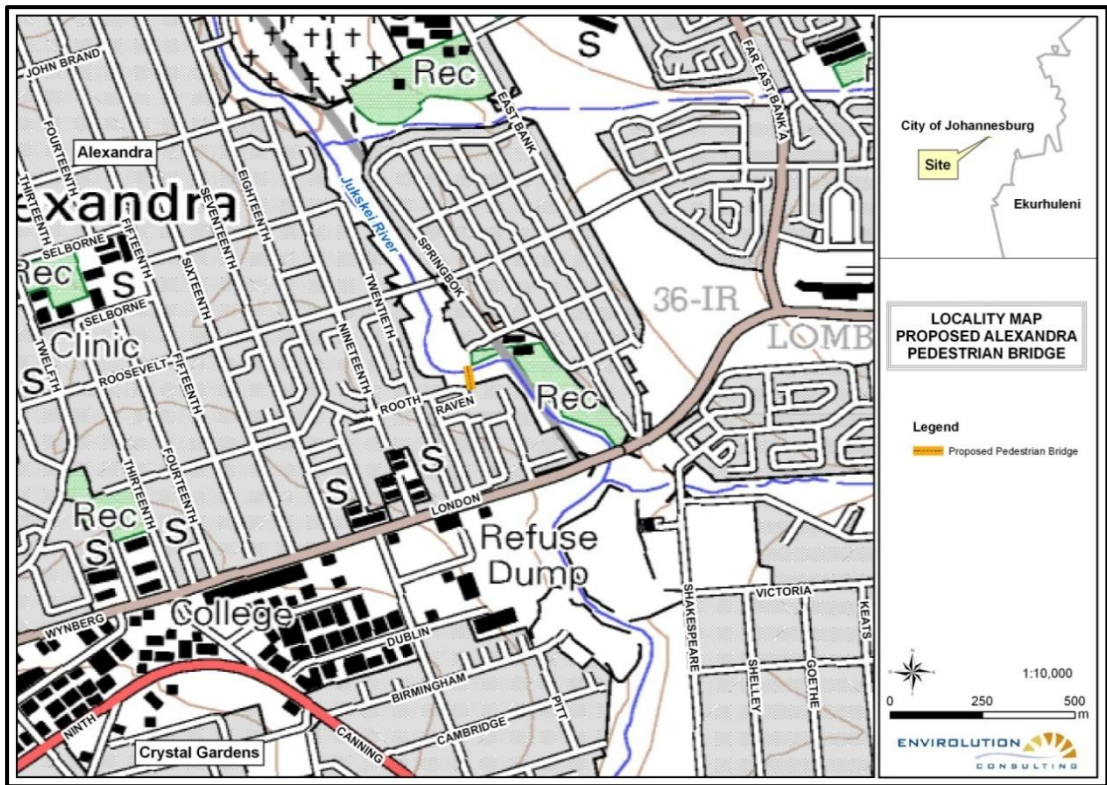 JOHN BRAND
Rec
S
EAST BANK
FAR EAST BANK A
Alexandra
exandra
THIRTEENTH
FOURTEENTH
FIFTEENTH
SIXTEENTH
SEVENTEENTH
EIGHTEENTH
Jukskei River
SPRINGBOK
SELBORNE
Rec
S
SELBORNE
Clinic
S
TWELFTH
ROOSEVELT
FIFTEENTH
NINETEENTH
TWENTIETH
36-IR
LOMB
ROOTH
RAVEN
Rec
Rec
THIRTEENTH
FOURTEENTH
S
S
S
S
LONDON
Refuse
Dump
WYNBERG
College
DUBLIN
BIRMINGHAM
CAMBRIDGE
PITT
NINTH
CANNING
Crystal Gardens
SHAKESPEARE
VICTORIA
SHELLEY
GOETHE
KEATS
City of Johannesburg
Site
Ekurhuleni
LOCALITY MAP
PROPOSED ALEXANDRA
PEDESTRIAN BRIDGE
Legend
Proposed Pedestrian Bridge
1:10,000
0 250 500
m
ENVIROLUTION
CONSULTING